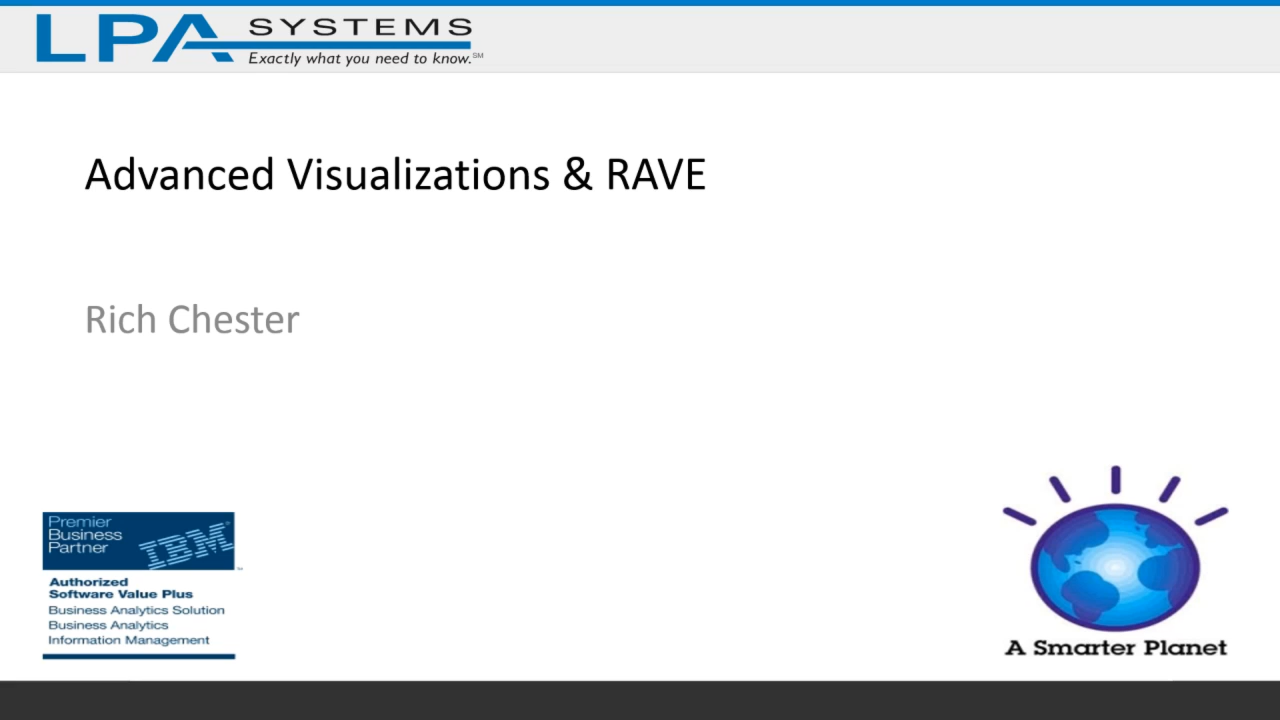 LPA SYSTEMS
Exactly what you need to know.℠
Advanced Visualizations & RAVE
Rich Chester
Premier
Business
Partner
IBM
Authorized
Software Value Plus
Business Analytics Solution
Business Analytics
Information Management
A Smarter Planet